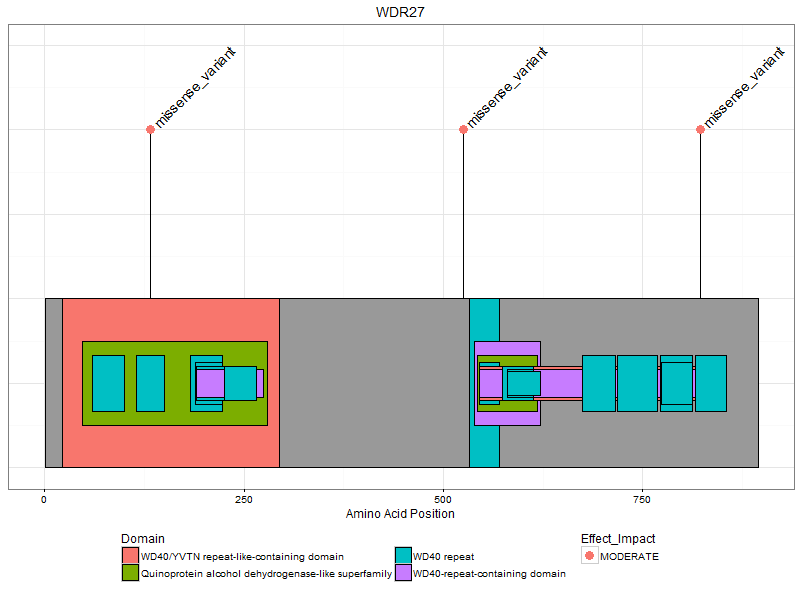 WDR27
missense_variant missense_variant missense_variant
0 250 500 750
Amino Acid Position
Domain Effect_Impact
WD40/YVTN repeat-like-containing domain WD40 repeat MODERATE
Quinoprotein alcohol dehydrogenase-like superfamily WD40-repeat-containing domain